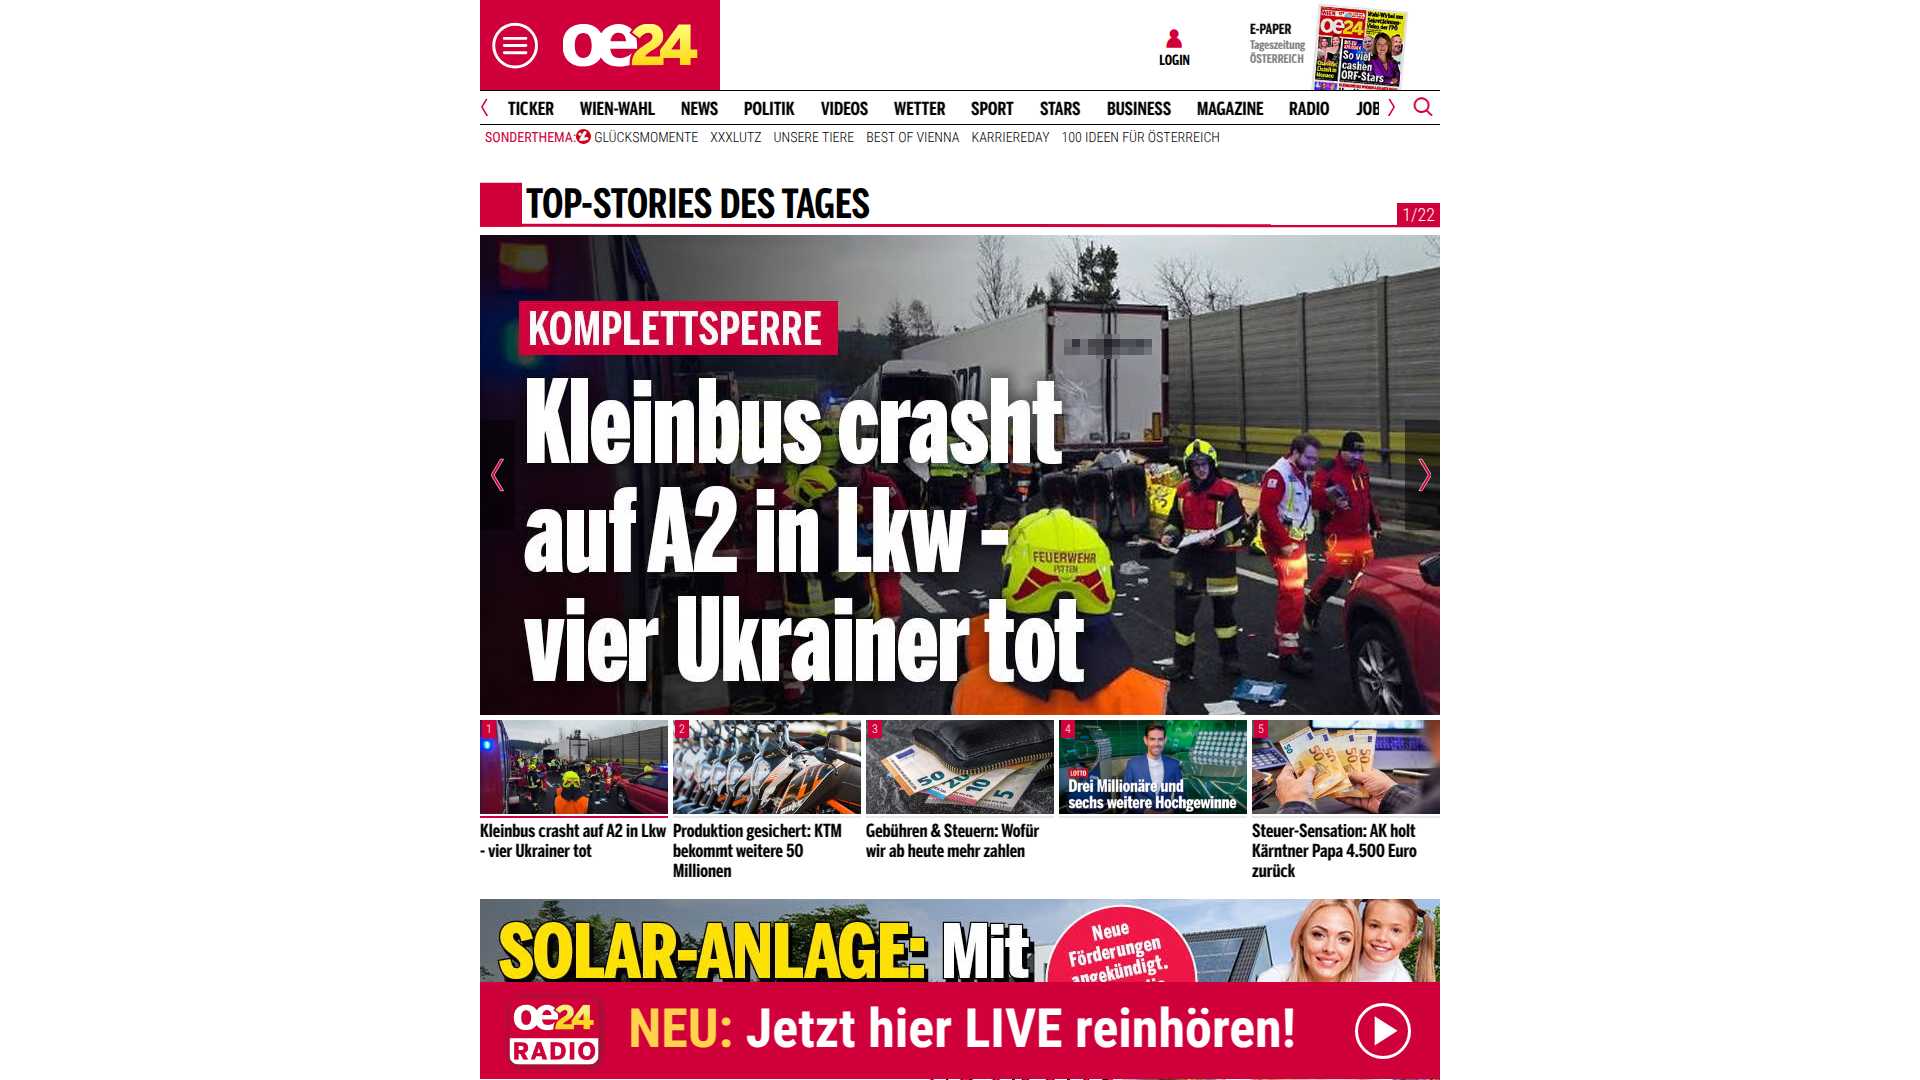 oe24
LOGIN
E-PAPER
Tageszeitung
ÖSTERREICH
oe24
So viel
cashen
ORF-Stars
TICKER WIEN-WAHL NEWS POLITIK VIDEOS WETTER SPORT STARS BUSINESS MAGAZINE RADIO JOB
SONDERTHEMA: GLÜCKSMOMENTE XXXLUTZ UNSERE TIERE BEST OF VIENNA KARRIEREDAY 100 IDEEN FÜR ÖSTERREICH
TOP-STORIES DES TAGES
1/22
KOMPLETTSPERRE
Kleinbus crasht
auf A2 in Lkw -
vier Ukrainer tot
FEUERWEHR
PITTEN
1 2 3 4 5
LOTTO
Drei Millionäre und
sechs weitere Hochgewinne
Kleinbus crasht auf A2 in Lkw
- vier Ukrainer tot
Produktion gesichert: KTM
bekommt weitere 50
Millionen
Gebühren & Steuern: Wofür
wir ab heute mehr zahlen
Steuer-Sensation: AK holt
Kärntner Papa 4.500 Euro
zurück
SOLAR-ANLAGE: Mit
Neue
Förderungen
angekündigt.
oe24
RADIO
NEU: Jetzt hier LIVE reinhören!